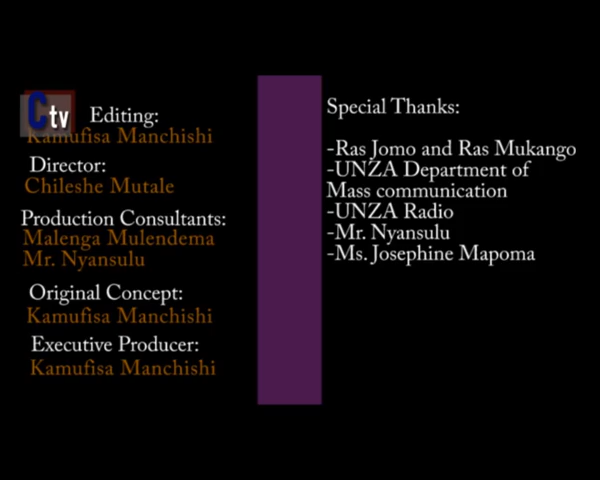 Ctv
Editing:
Kamufisa Manchishi
Director:
Chileshe Mutale
Production Consultants:
Malenga Mulendema
Mr. Nyansulu
Original Concept:
Kamufisa Manchishi
Executive Producer:
Kamufisa Manchishi
Special Thanks:
-Ras Jomo and Ras Mukango
-UNZA Department of
Mass communication
-UNZA Radio
-Mr. Nyansulu
-Ms. Josephine Mapoma